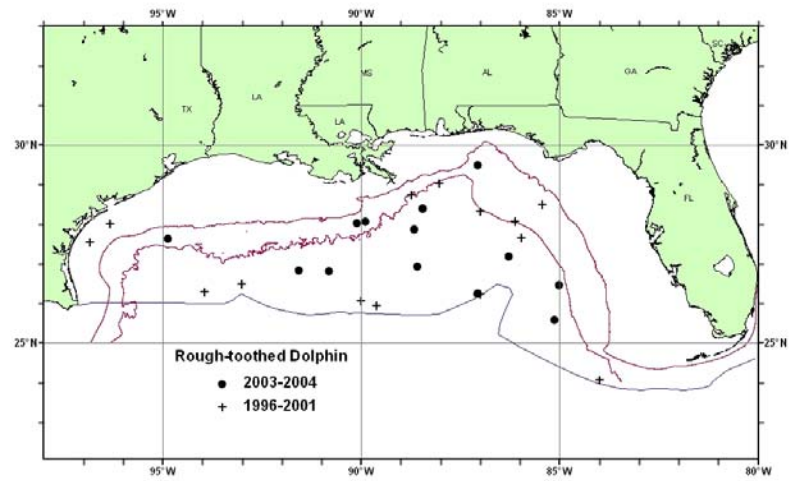 95°W 90°W 85°W
SC
MS AL GA
LA
TX
LA
30°N 30°N
FL
25°N 25°N
Rough-toothed Dolphin
2003-2004
1996-2001
95°W 90°W 85°W 80°W